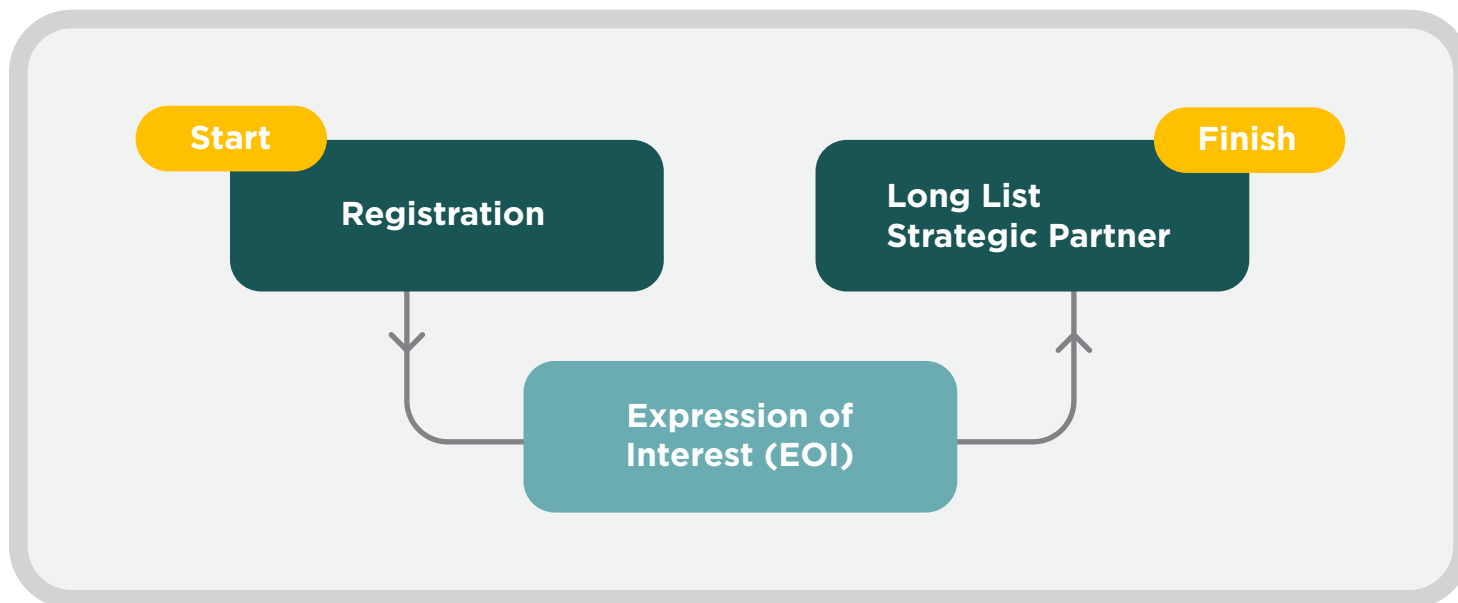 Start
Registration
Expression of
Interest (EOI)
Finish
Long List
Strategic Partner